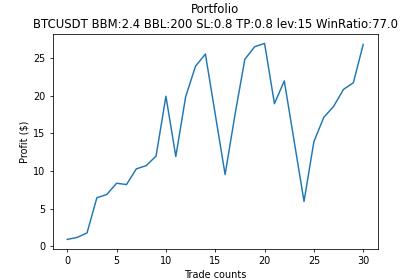 Portfolio
BTCUSDT BBM:2.4 BBL:200 SL:0.8 TP:0.8 lev:15 WinRatio:77.0
25
20
15
10
5
0
Profit ($)
0 5 10 15 20 25 30
Trade counts